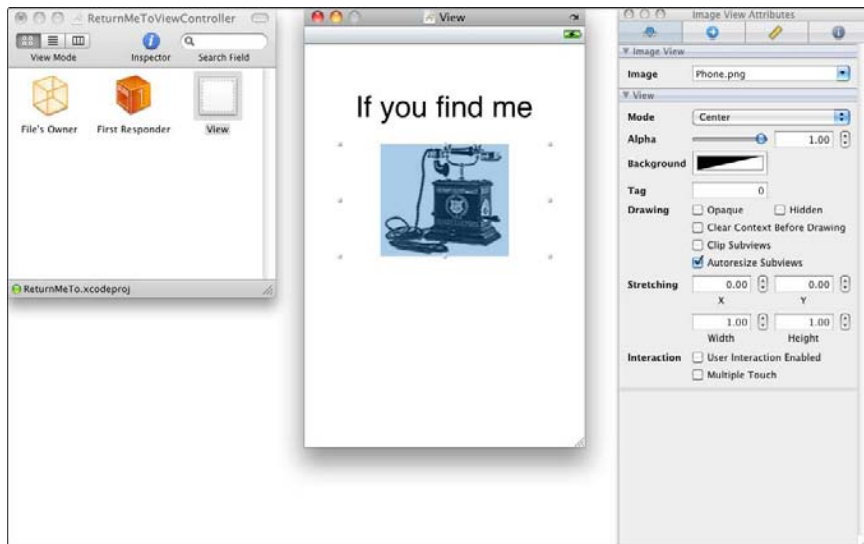 ReturnMeToViewController
View Mode
Inspector
Search Field
File's Owner
First Responder
View
ReturnMeTo.xcodeproj
View
If you find me
Image View Attributes
Image View
Image
Phone.png
View
Mode
Center
Alpha
1.00
Background
Tag
0
Drawing
Opaque
Hidden
Clear Context Before Drawing
Clip Subviews
Autoresize Subviews
Stretching
0.00
0.00
X
Y
1.00
1.00
Width
Height
Interaction
User Interaction Enabled
Multiple Touch